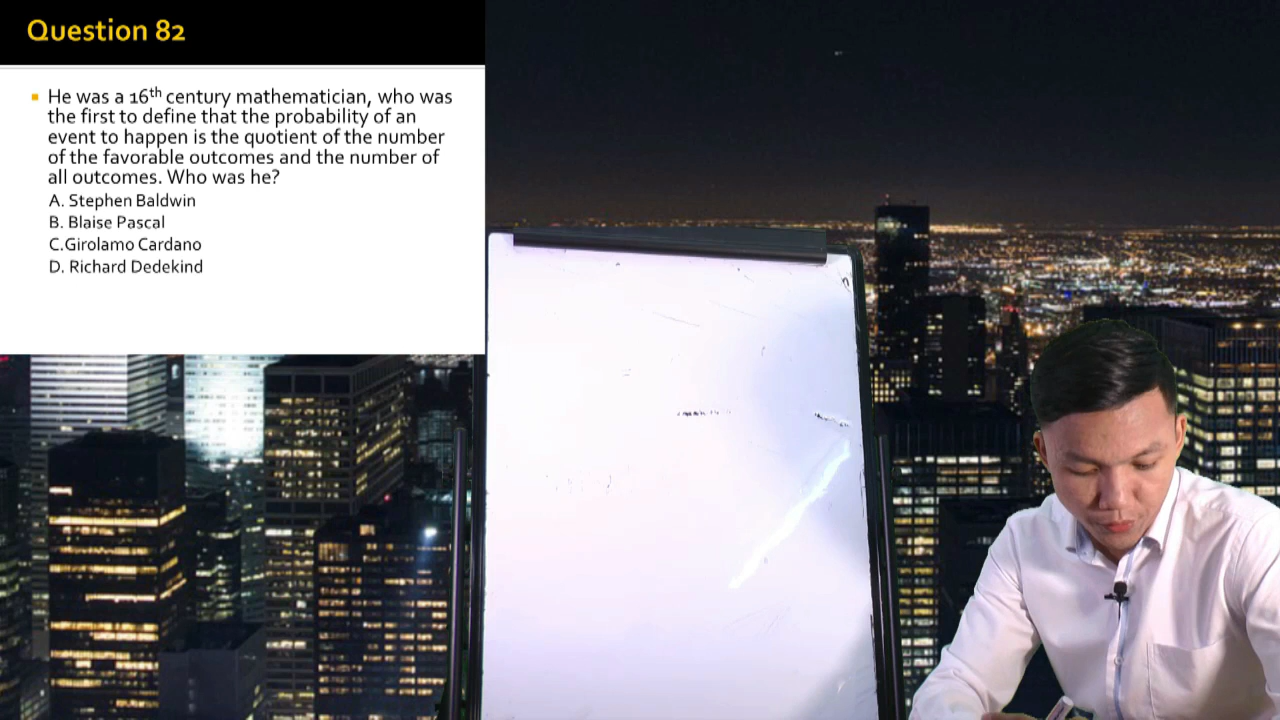 Question 82
He was a 16th century mathematician, who was
the first to define that the probability of an
event to happen is the quotient of the number
of the favorable outcomes and the number of
all outcomes. Who was he?
A. Stephen Baldwin
B. Blaise Pascal
C.Girolamo Cardano
D. Richard Dedekind